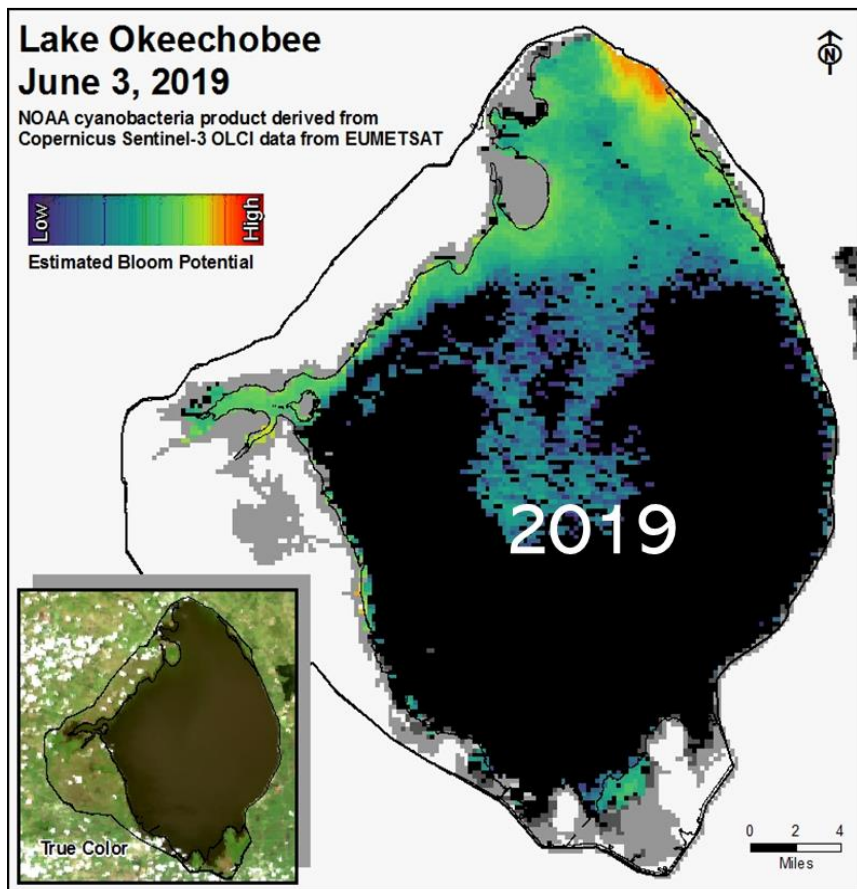 Lake Okeechobee
June 3, 2019
NOAA cyanobacteria product derived from
Copernicus Sentinel-3 OLCI data from EUMETSAT
N
Low
High
Estimated Bloom Potential
2019
True Color
0 2 4
Miles